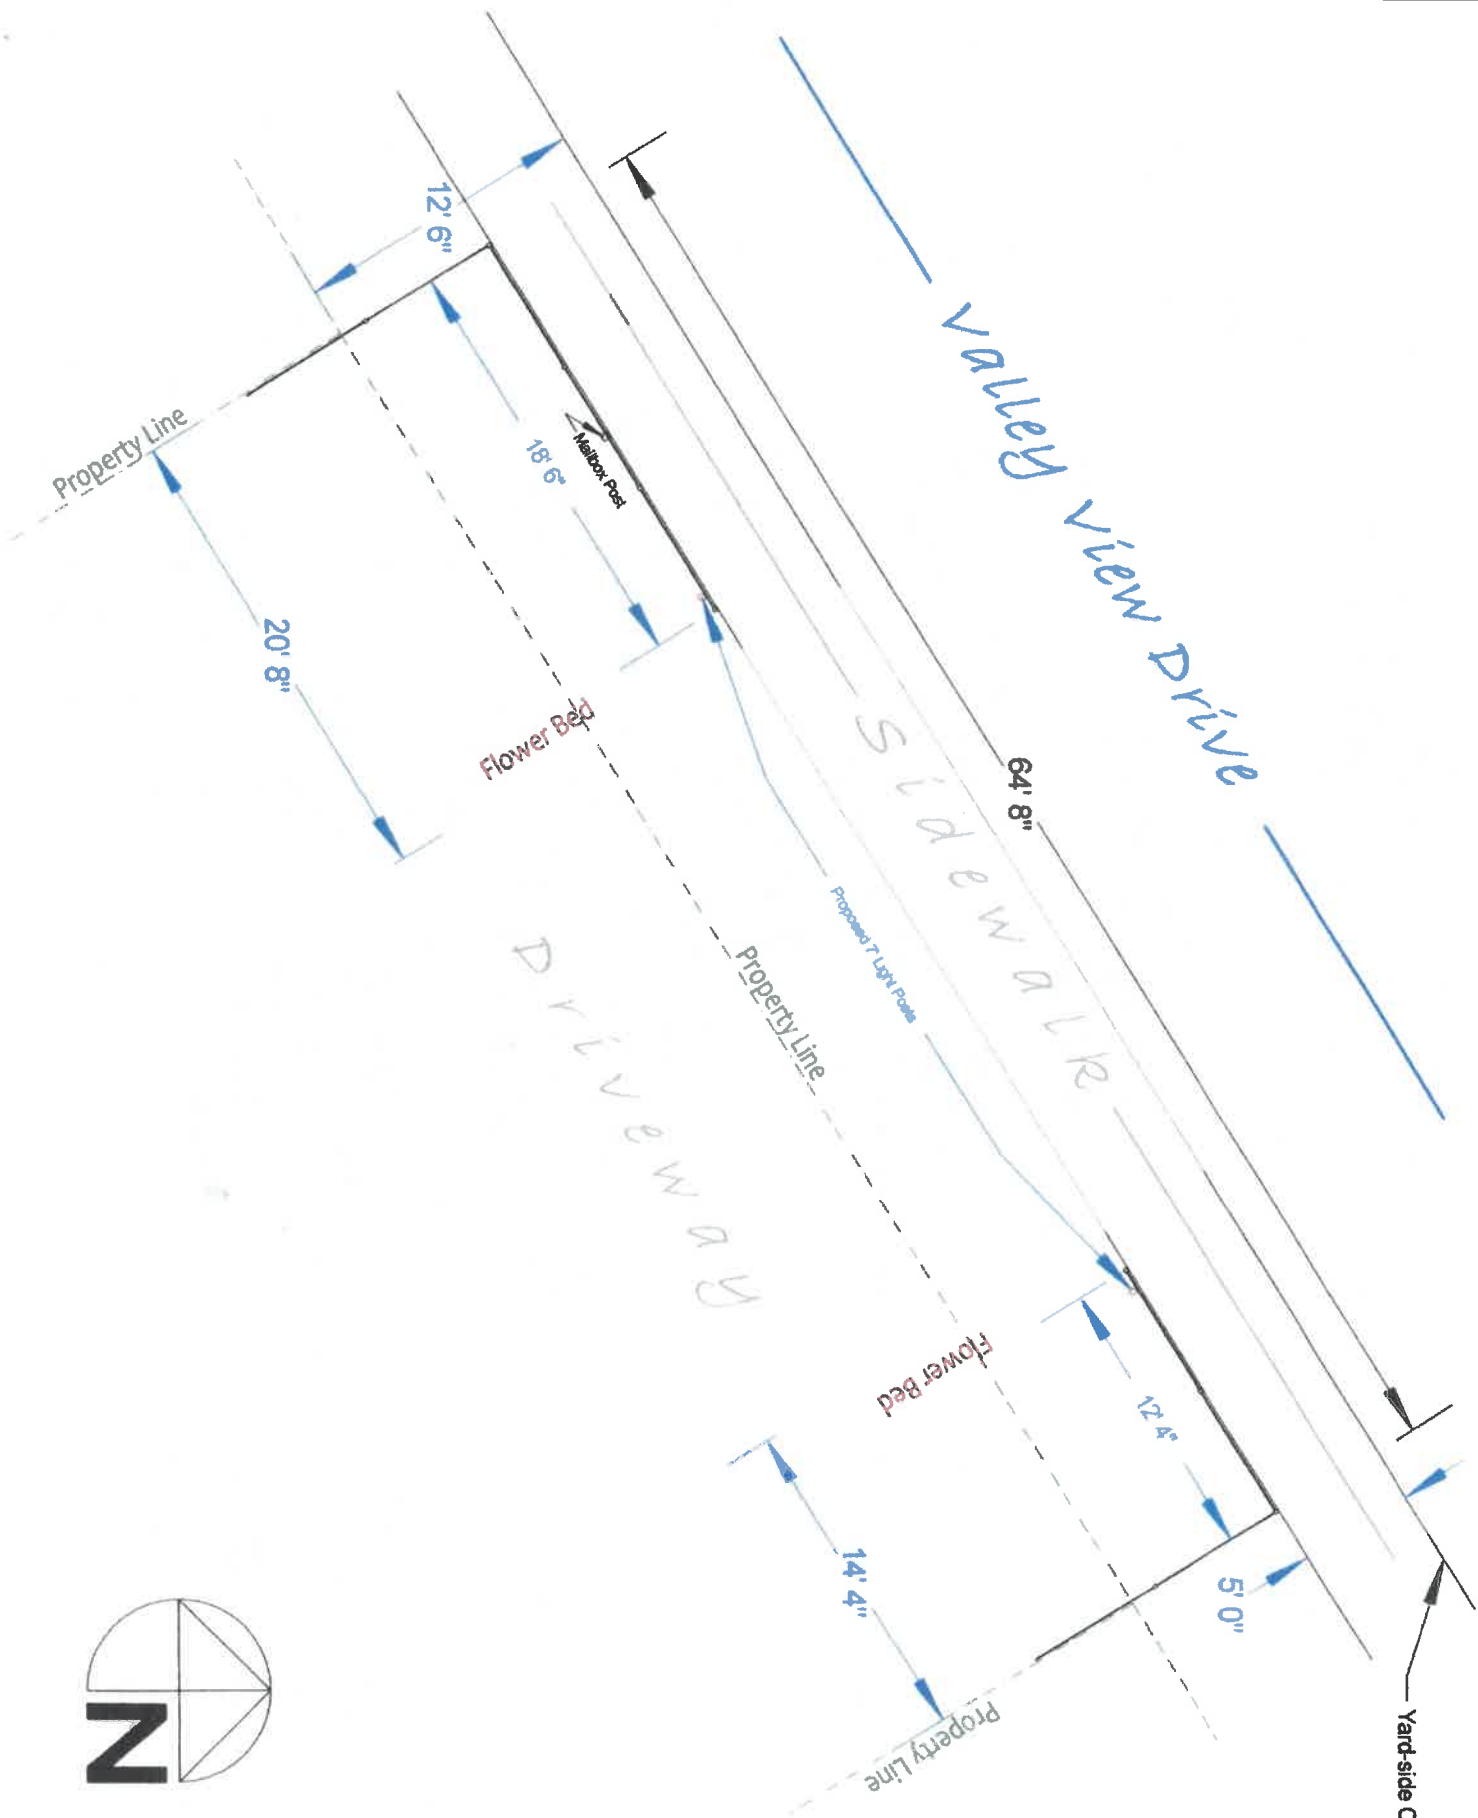 Valley View Drive
64' 8"
Sidewalk
12' 6"
18' 6"
Mailbox Post
Property Line
20' 8"
Flower Bed
Proposed 7' Light Posts
Property Line
Driveway
Flower Bed
12' 4"
14' 4"
5' 0"
Property Line
Yard-side C
N